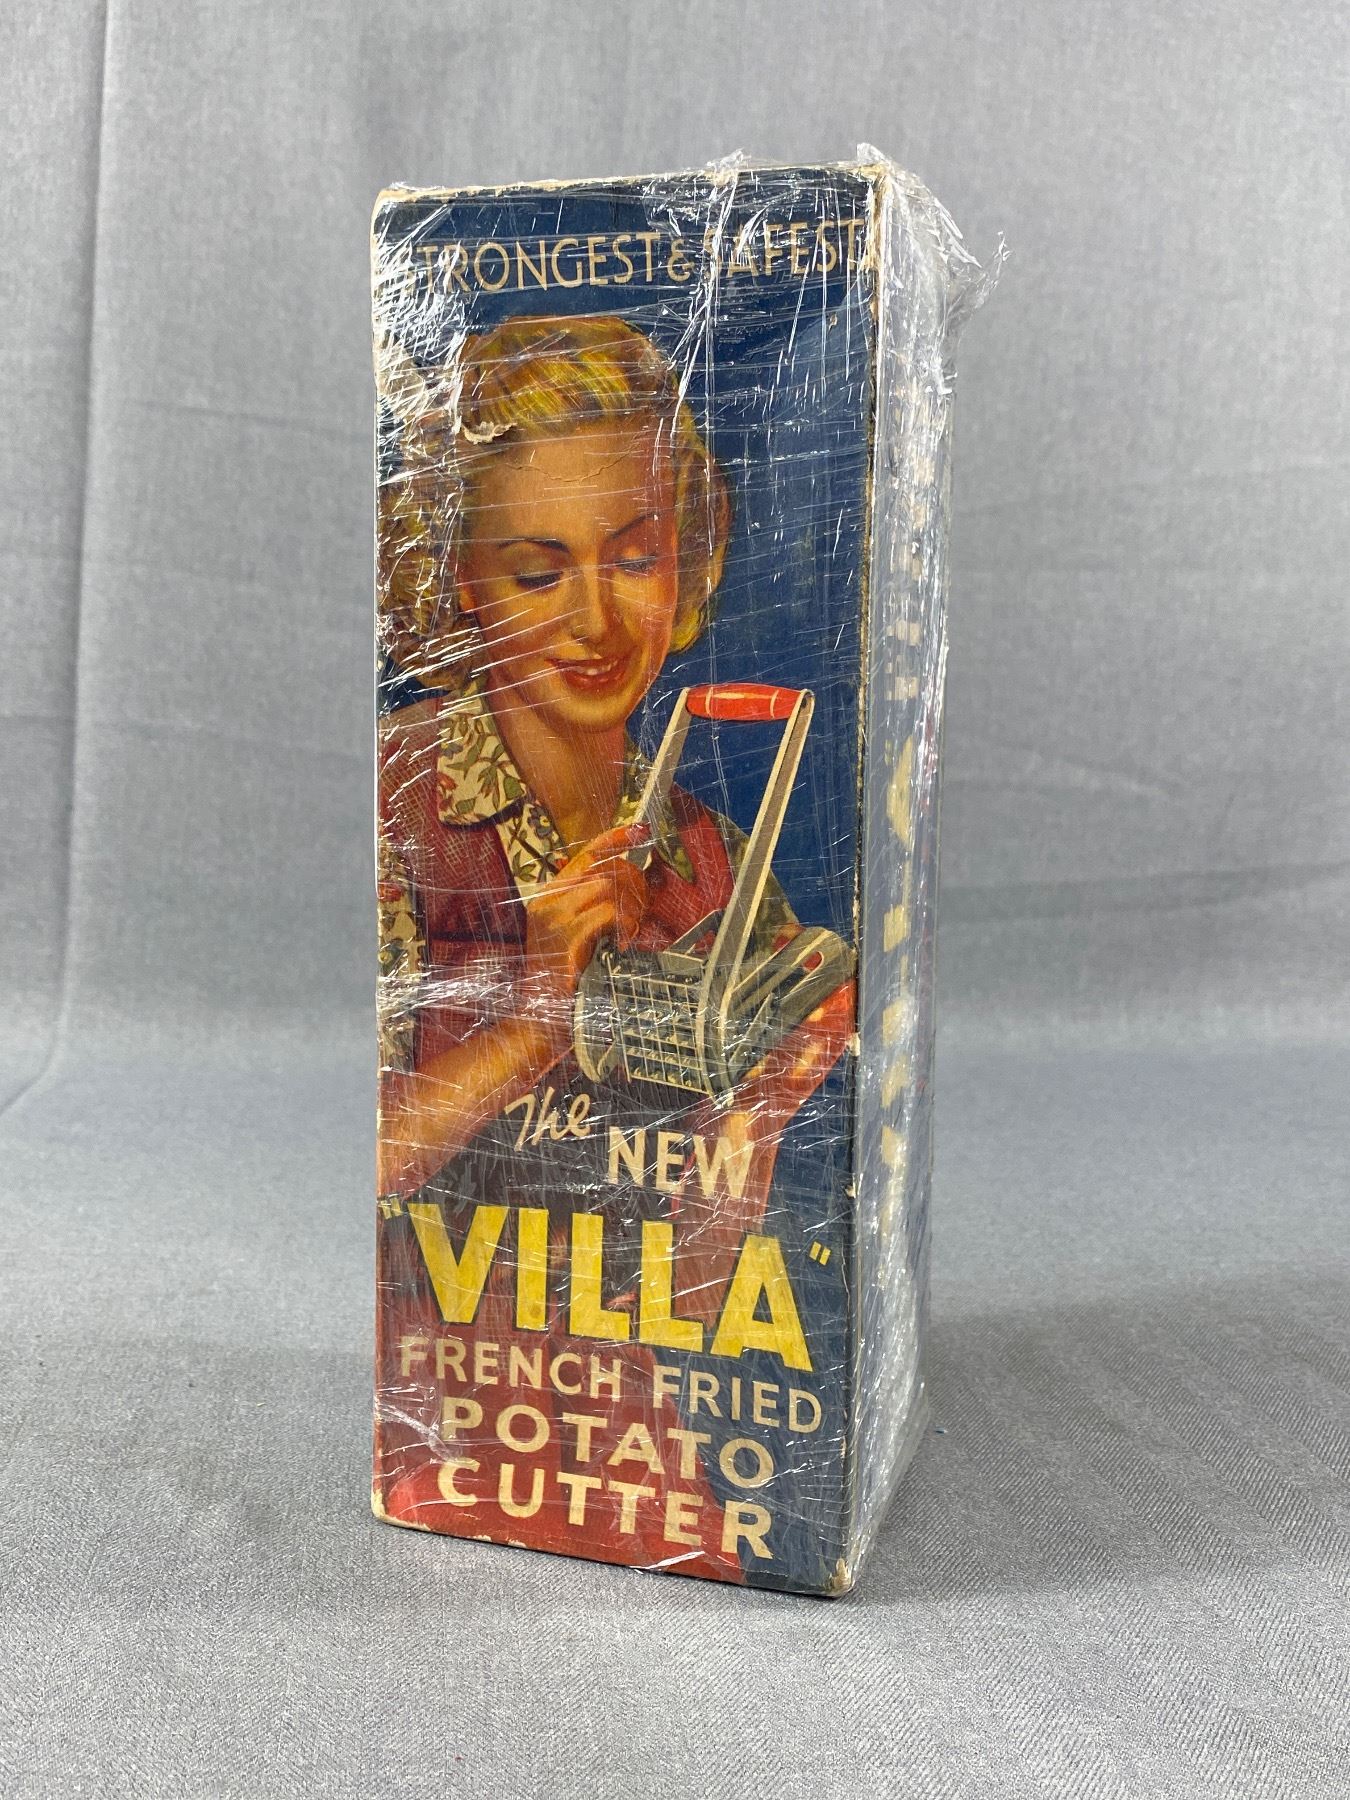 STRONGEST & SAFEST
The NEW
"VILLA"
FRENCH FRIED
POTATO
CUTTER